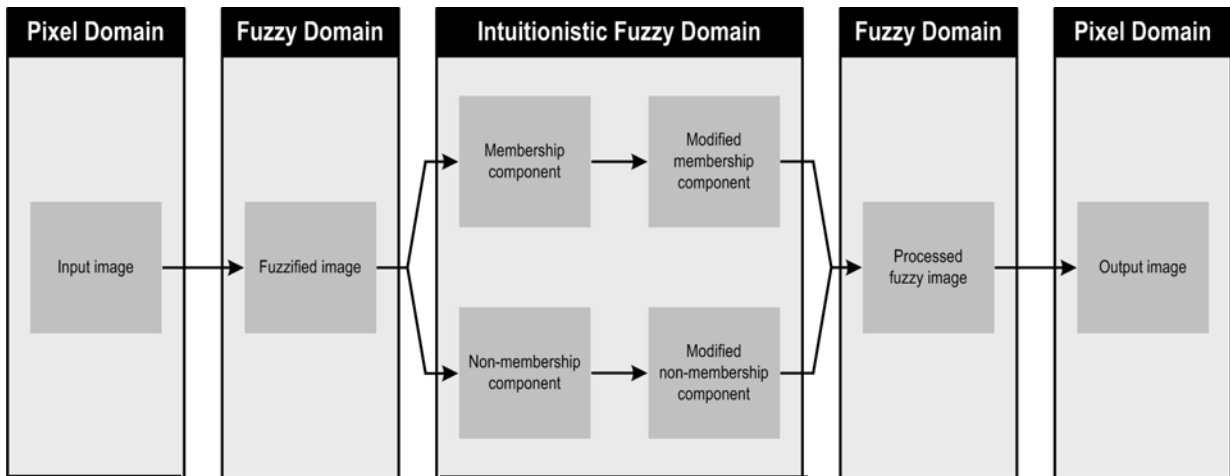 Pixel Domain
Fuzzy Domain
Intuitionistic Fuzzy Domain
Fuzzy Domain
Pixel Domain
Input image
Fuzzified image
Membership
component
Modified
membership
component
Non-membership
component
Modified
non-membership
component
Processed
fuzzy image
Output image